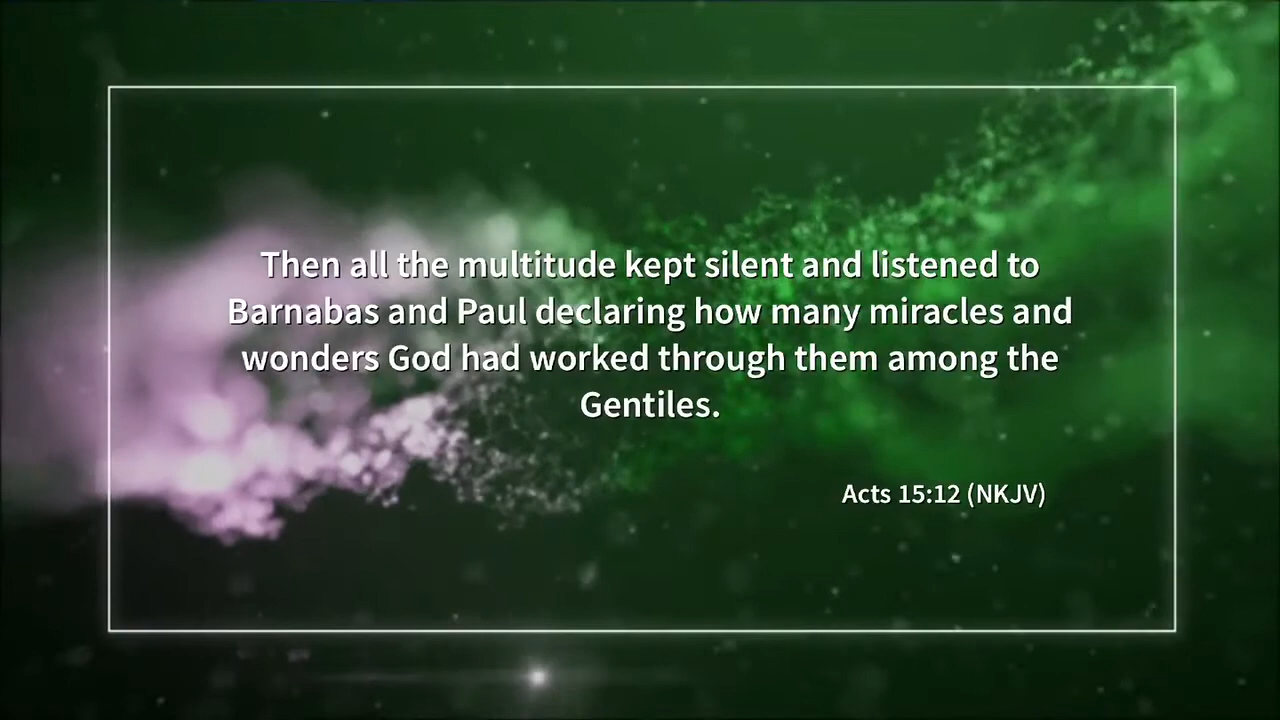 Then all the multitude kept silent and listened to
Barnabas and Paul declaring how many miracles and
wonders God had worked through them among the
Gentiles.
Acts 15:12 (NKJV)